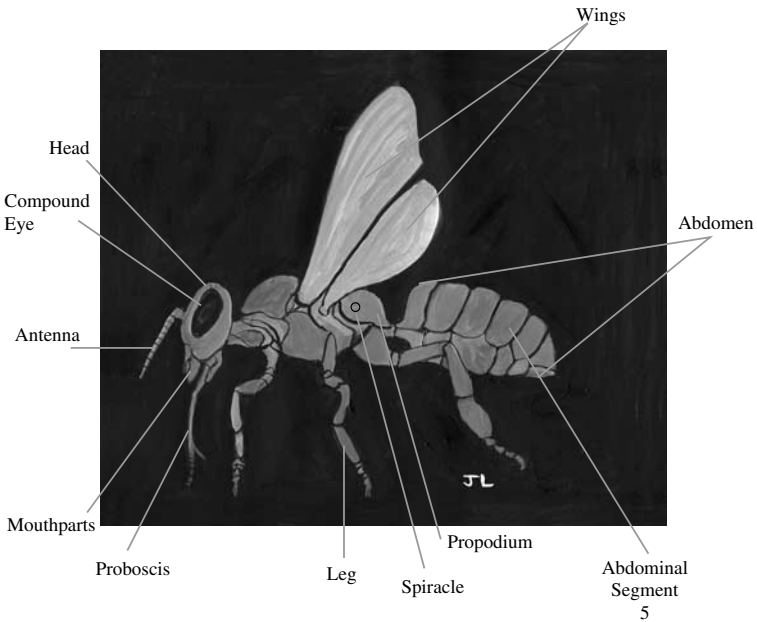 Wings
Head
Compound
Eye
Abdomen
Antenna
Mouthparts
Proboscis
Leg
Spiracle
Propodium
Abdominal
Segment
5
JL